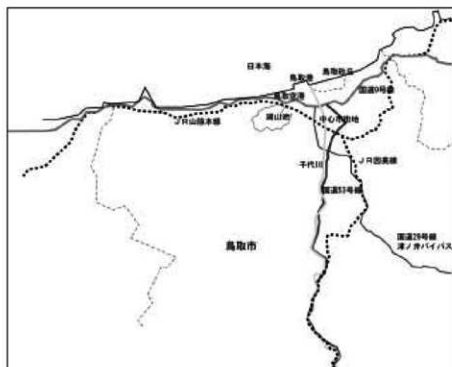 日本海
鳥取港
鳥取砂丘
鳥取空港
国道9号線
湖山池
中心市街地
JR山陰本線
千代川
JR因美線
国道53号線
鳥取市
国道29号線
津ノ井バイパス